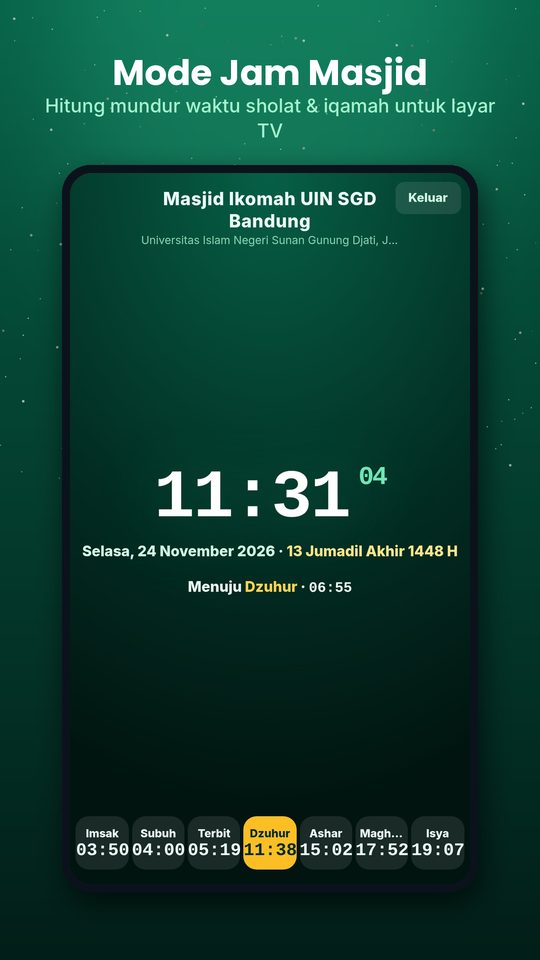 Mode Jam Masjid
Hitung mundur waktu sholat & iqamah untuk layar
TV
Masjid Ikomah UIN SGD
Bandung
Keluar
Universitas Islam Negeri Sunan Gunung Djati, J...
11:31 04
Selasa, 24 November 2026 · 13 Jumadil Akhir 1448 H
Menuju Dzuhur · 06:55
Imsak Subuh Terbit Dzuhur Ashar Magh... Isya
03:50 04:00 05:19 11:38 15:02 17:52 19:07